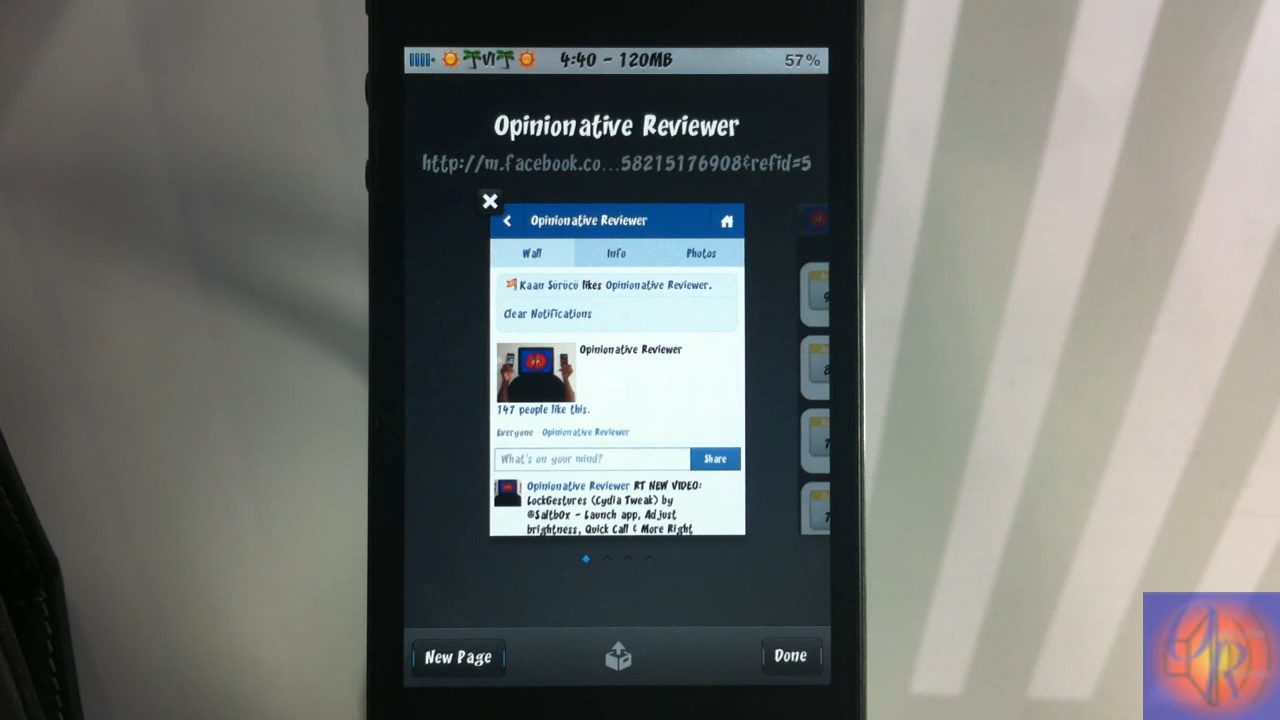 VI 4:40 - 120MB 57%
Opinionative Reviewer
http://m.facebook.co...58215176908&refid=5
Opinionative Reviewer
Wall Info Photos
Kaan Sürücü likes Opinionative Reviewer.
Clear Notifications
Opinionative Reviewer
147 people like this.
Everyone Opinionative Reviewer
What's on your mind? Share
Opinionative Reviewer RT NEW VIDEO:
LockGestures (Cydia Tweak) by
@Saltb0x - Launch app, Adjust
brightness, Quick Call & More Right
New Page Done